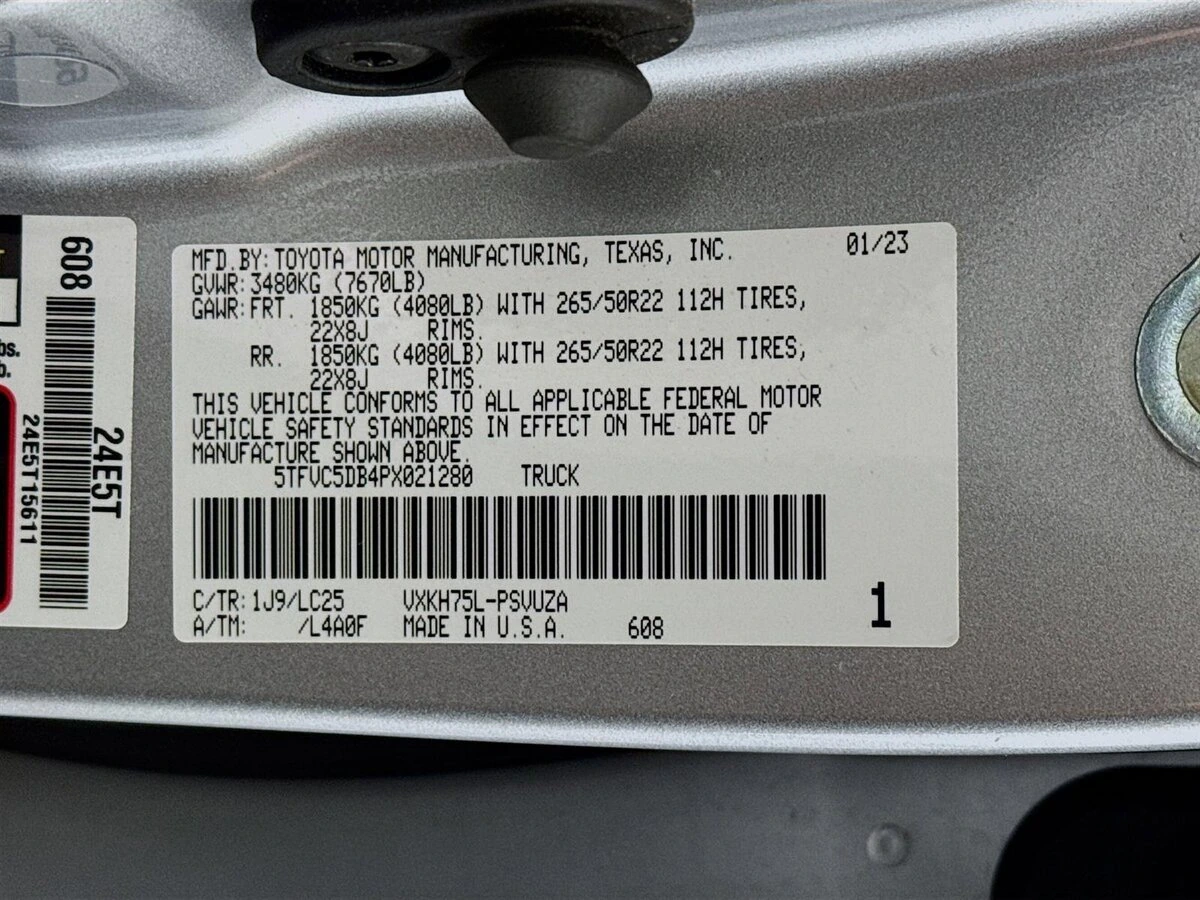 MFD.BY: TOYOTA MOTOR MANUFACTURING, TEXAS, INC. 01/23
GVWR: 3480KG (7670LB)
GAWR: FRT. 1850KG (4080LB) WITH 265/50R22 112H TIRES,
22X8J RIMS.
RR. 1850KG (4080LB) WITH 265/50R22 112H TIRES,
22X8J RIMS.
THIS VEHICLE CONFORMS TO ALL APPLICABLE FEDERAL MOTOR
VEHICLE SAFETY STANDARDS IN EFFECT ON THE DATE OF
MANUFACTURE SHOWN ABOVE.
5TFVC5DB4PX021280 TRUCK
C/TR: 1J9/LC25 VXKH75L-PSVUZA
A/TM: /L4A0F MADE IN U.S.A. 608
1
608
24E5T
24E5T15611